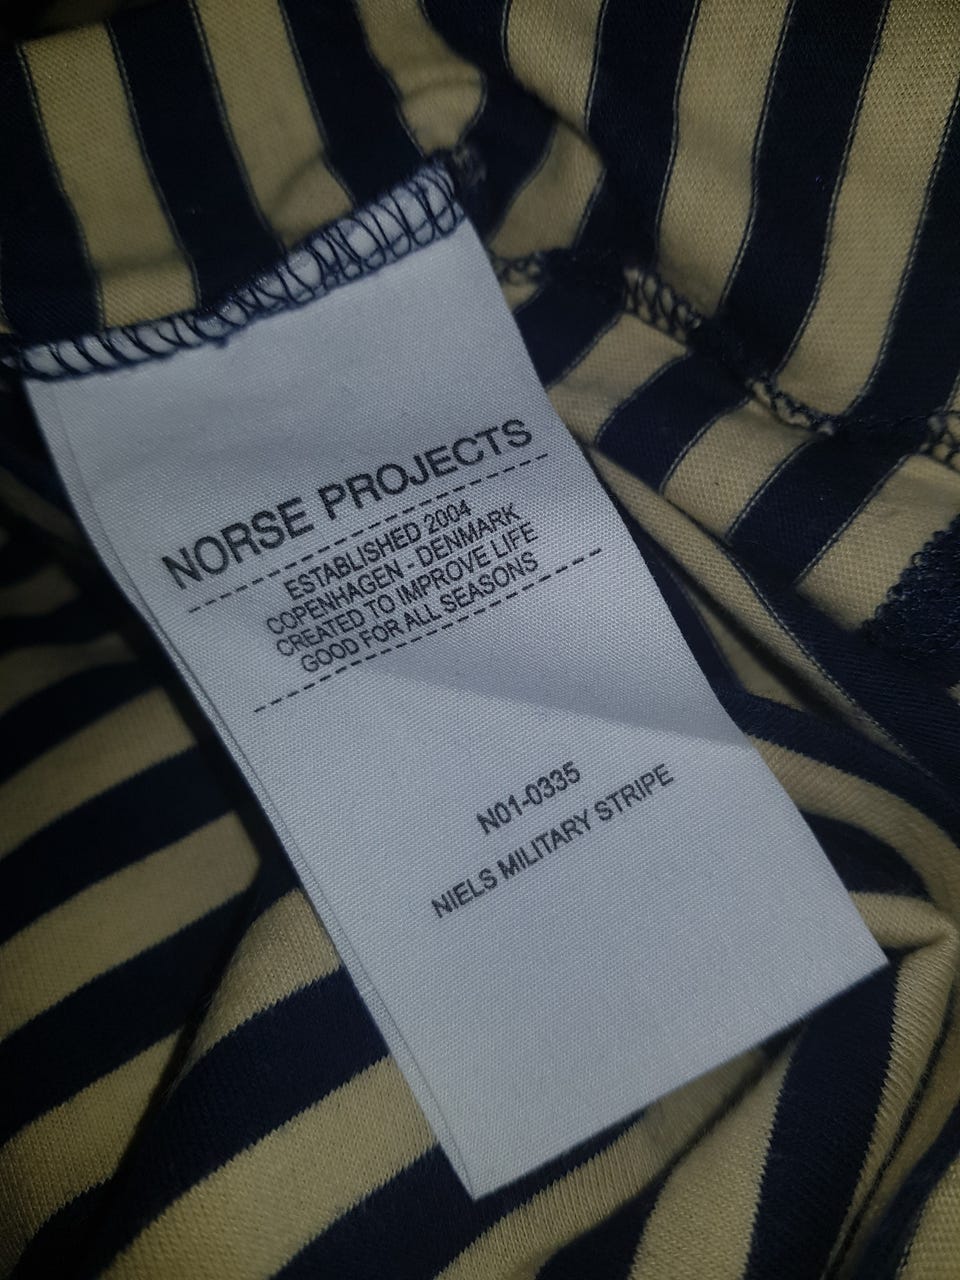 NORSE PROJECTS
ESTABLISHED 2004
COPENHAGEN - DENMARK
CREATED TO IMPROVE LIFE
GOOD FOR ALL SEASONS
N01-0335
NIELS MILITARY STRIPE